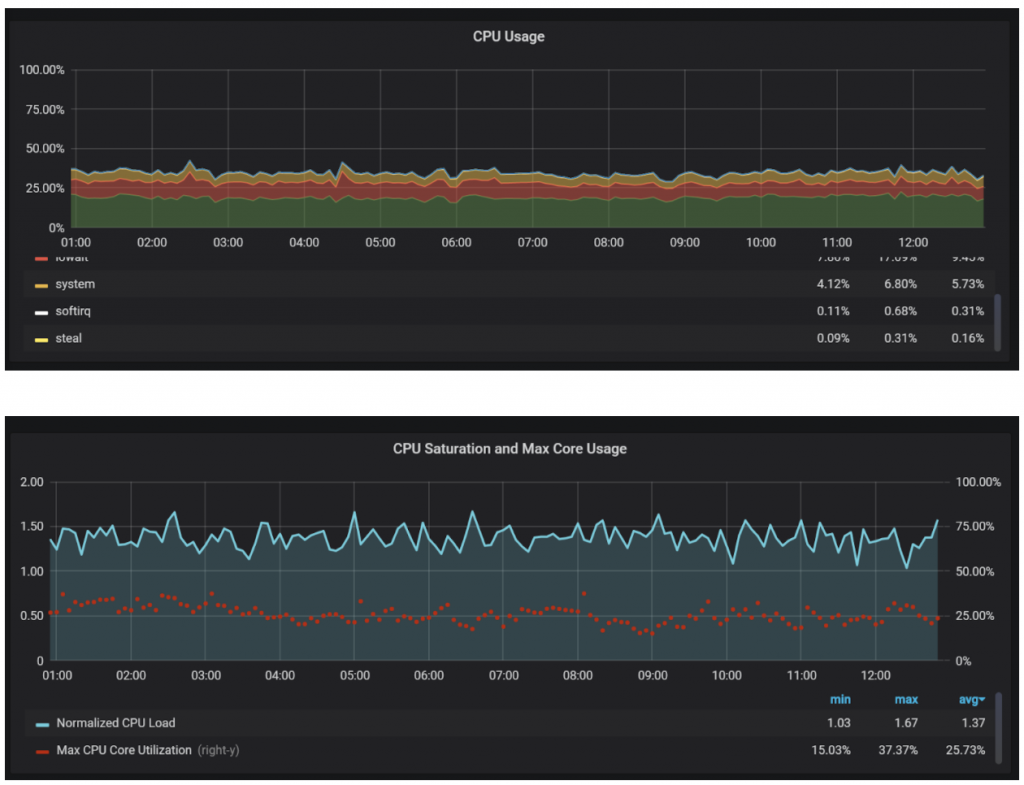 CPU Usage
100.00%
75.00%
50.00%
25.00%
0%
01:00 02:00 03:00 04:00 05:00 06:00 07:00 08:00 09:00 10:00 11:00 12:00
iowait
system 4.12% 6.80% 5.73%
softirq 0.11% 0.68% 0.31%
steal 0.09% 0.31% 0.16%
CPU Saturation and Max Core Usage
2.00 100.00%
1.50 75.00%
1.00 50.00%
0.50 25.00%
0 0%
01:00 02:00 03:00 04:00 05:00 06:00 07:00 08:00 09:00 10:00 11:00 12:00
min max avg
Normalized CPU Load 1.03 1.67 1.37
Max CPU Core Utilization (right-y) 15.03% 37.37% 25.73%